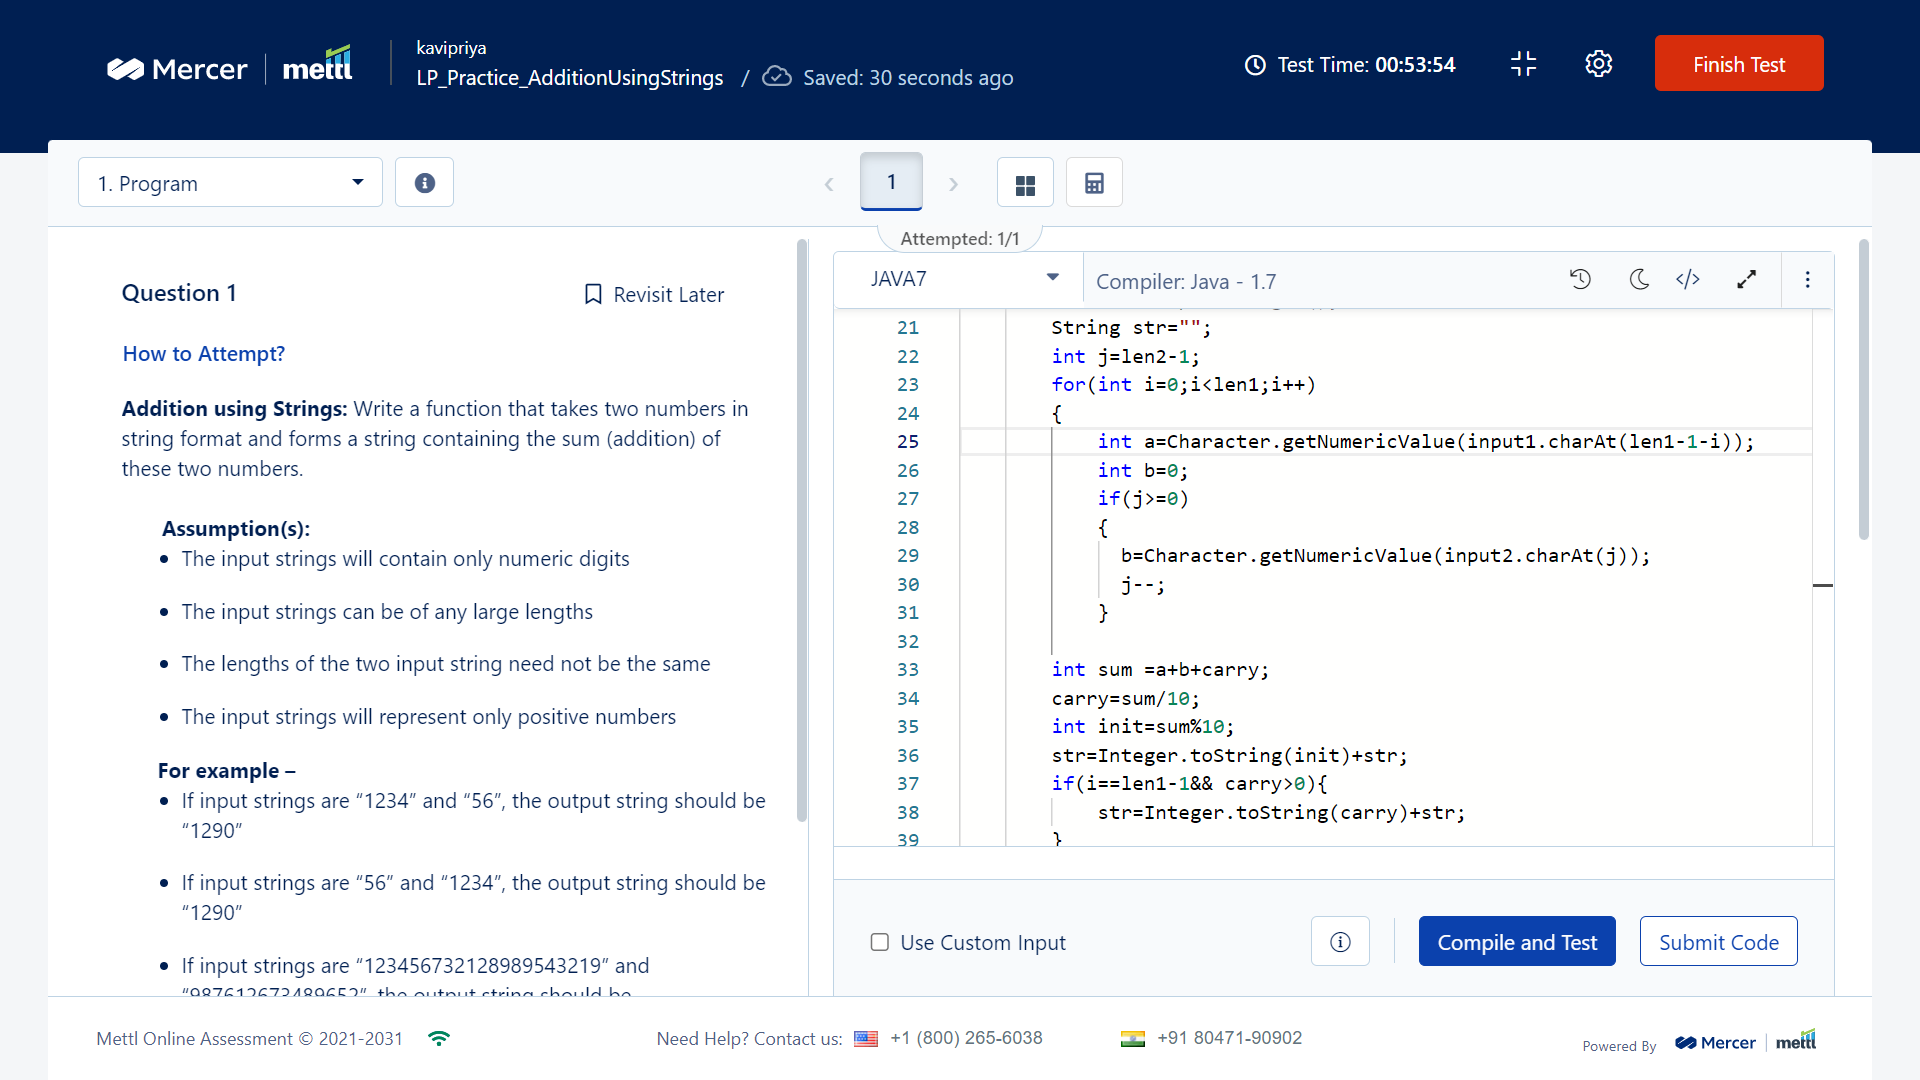 Mercer
mettl
kavipriya
LP_Practice_AdditionUsingStrings / Saved: 30 seconds ago
Test Time: 00:53:54
Finish Test
1. Program
1
Attempted: 1/1
Question 1
Revisit Later
How to Attempt?
Addition using Strings: Write a function that takes two numbers in
string format and forms a string containing the sum (addition) of
these two numbers.
Assumption(s):
The input strings will contain only numeric digits
The input strings can be of any large lengths
The lengths of the two input string need not be the same
The input strings will represent only positive numbers
For example –
If input strings are “1234” and “56”, the output string should be
“1290”
If input strings are “56” and “1234”, the output string should be
“1290”
If input strings are “123456732128989543219” and
“987612673489652”, the output string should be
JAVA7
Compiler: Java - 1.7
21 String str="";
22 int j=len2-1;
23 for(int i=0;i<len1;i++)
24 {
25 int a=Character.getNumericValue(input1.charAt(len1-1-i));
26 int b=0;
27 if(j>=0)
28 {
29 b=Character.getNumericValue(input2.charAt(j));
30 j--;
31 }
32
33 int sum =a+b+carry;
34 carry=sum/10;
35 int init=sum%10;
36 str=Integer.toString(init)+str;
37 if(i==len1-1&& carry>0){
38 str=Integer.toString(carry)+str;
39 }
Use Custom Input
Compile and Test
Submit Code
Mettl Online Assessment © 2021-2031
Need Help? Contact us: +1 (800) 265-6038
+91 80471-90902
Powered By
Mercer
mettl